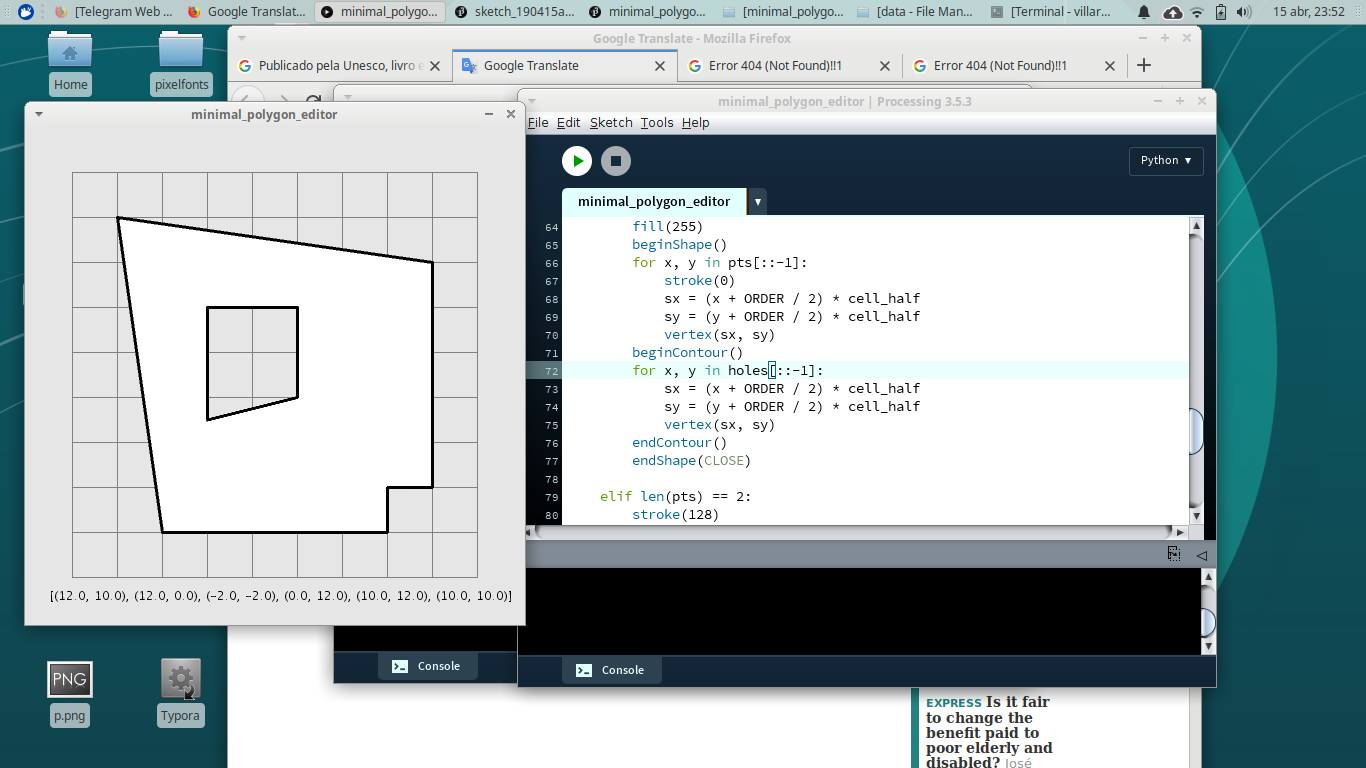 [Telegram Web ...
Google Translat...
minimal_polygo...
sketch_190415a...
minimal_polygo...
[minimal_polygo...
[data - File Man...
[Terminal - villar...
15 abr, 23:52
Home
pixelfonts
Google Translate - Mozilla Firefox
Publicado pela Unesco, livro e
Google Translate
Error 404 (Not Found)!!1
Error 404 (Not Found)!!1
minimal_polygon_editor
[(12.0, 10.0), (12.0, 0.0), (-2.0, -2.0), (0.0, 12.0), (10.0, 12.0), (10.0, 10.0)]
minimal_polygon_editor | Processing 3.5.3
File Edit Sketch Tools Help
Python
minimal_polygon_editor
64 fill(255)
65 beginShape()
66 for x, y in pts[::-1]:
67 stroke(0)
68 sx = (x + ORDER / 2) * cell_half
69 sy = (y + ORDER / 2) * cell_half
70 vertex(sx, sy)
71 beginContour()
72 for x, y in holes[::-1]:
73 sx = (x + ORDER / 2) * cell_half
74 sy = (y + ORDER / 2) * cell_half
75 vertex(sx, sy)
76 endContour()
77 endShape(CLOSE)
78
79 elif len(pts) == 2:
80 stroke(128)
Console
Console
PNG
p.png
Typora
EXPRESS Is it fair
to change the
benefit paid to
poor elderly and
disabled? José